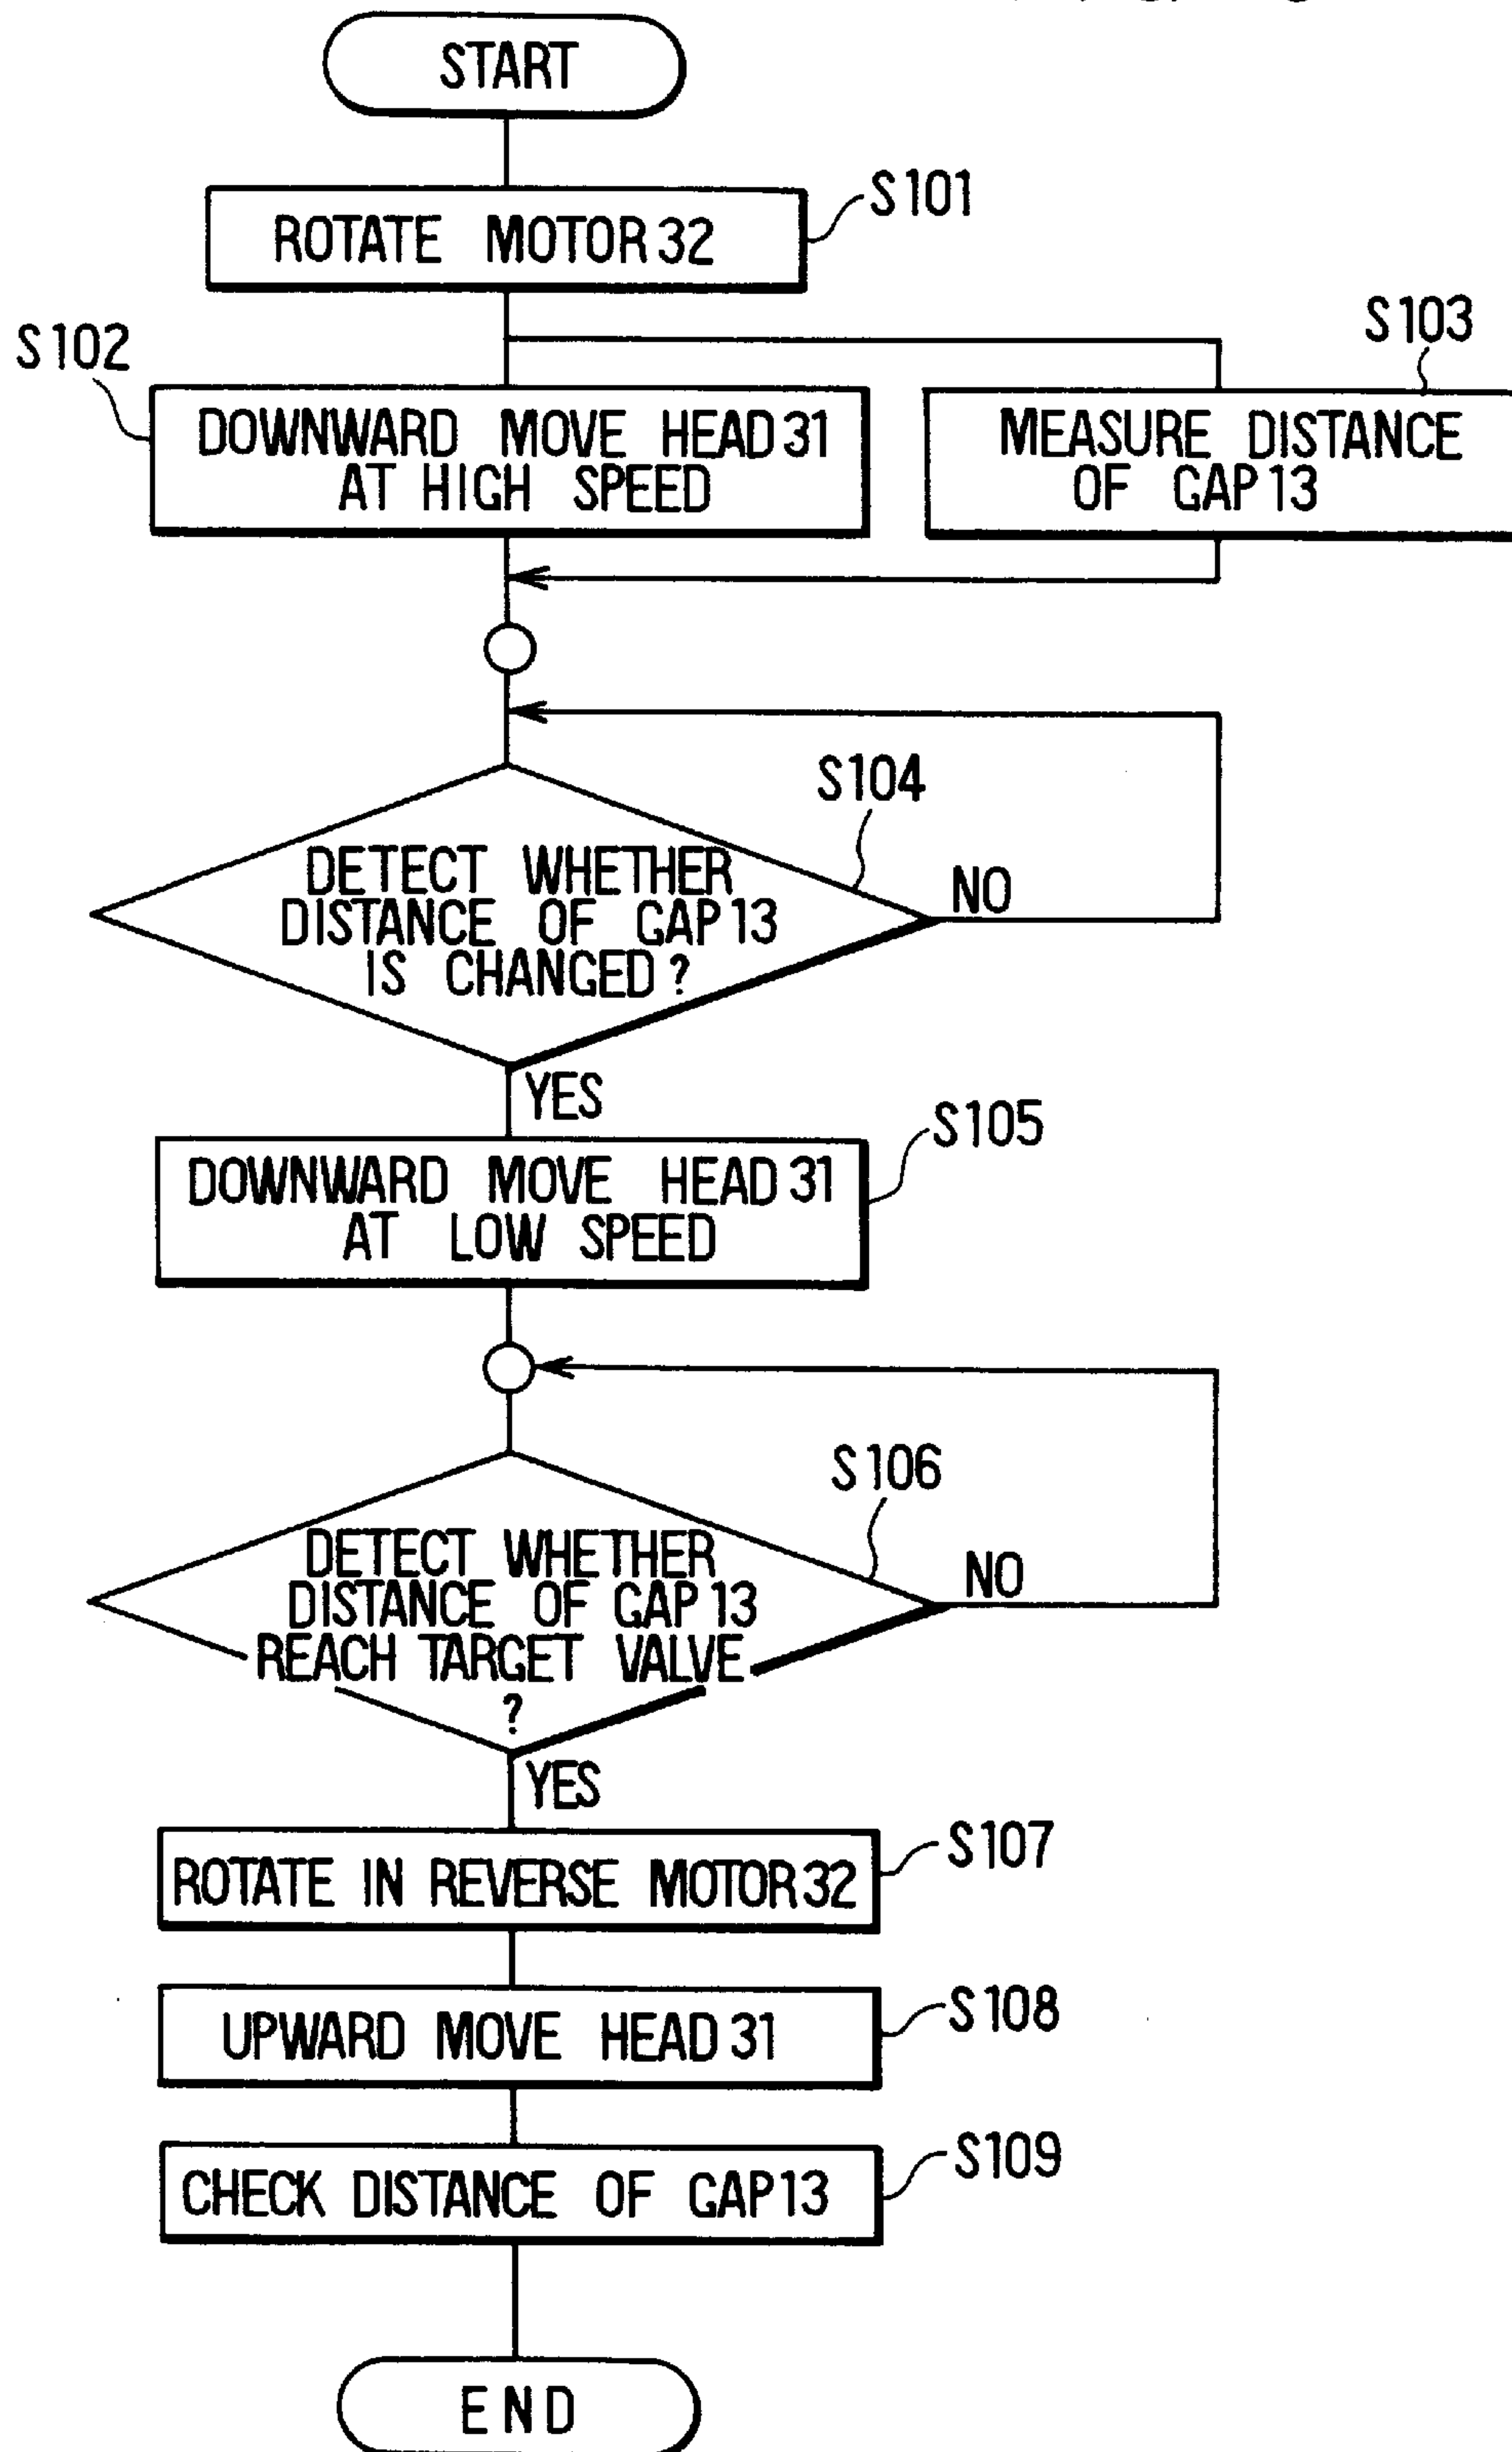 START
S101
ROTATE MOTOR 32
S102
S103
DOWNWARD MOVE HEAD 31
AT HIGH SPEED
MEASURE DISTANCE
OF GAP 13
S104
DETECT WHETHER
DISTANCE OF GAP 13
IS CHANGED ?
NO
YES
S105
DOWNWARD MOVE HEAD 31
AT LOW SPEED
S106
DETECT WHETHER
DISTANCE OF GAP 13
REACH TARGET VALVE
?
NO
YES
S107
ROTATE IN REVERSE MOTOR 32
S108
UPWARD MOVE HEAD 31
S109
CHECK DISTANCE OF GAP 13
END